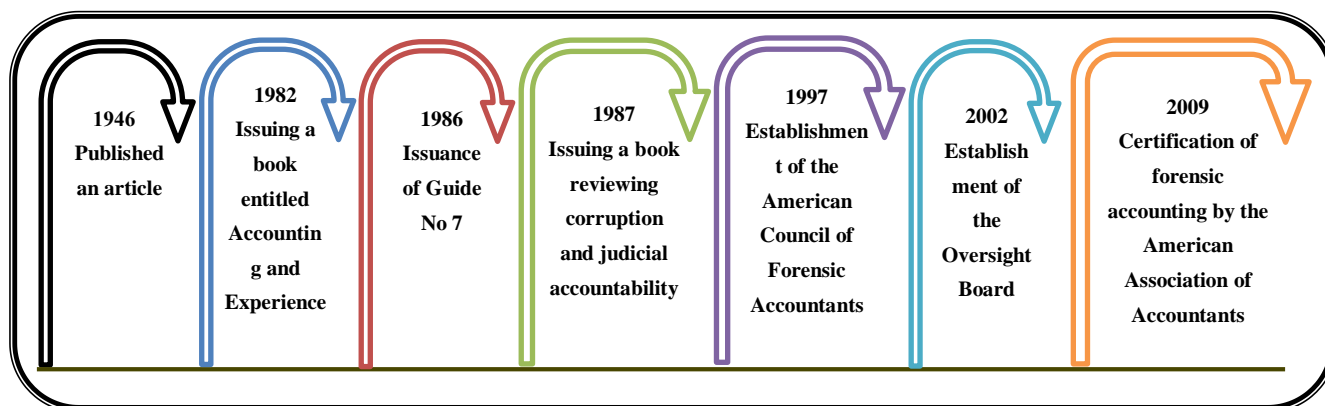 1946
Published
an article
1982
Issuing a
book
entitled
Accountin
g and
Experience
1986
Issuance
of Guide
No 7
1987
Issuing a book
reviewing
corruption
and judicial
accountability
1997
Establishmen
t of the
American
Council of
Forensic
Accountants
2002
Establish
ment of
the
Oversight
Board
2009
Certification of
forensic
accounting by the
American
Association of
Accountants